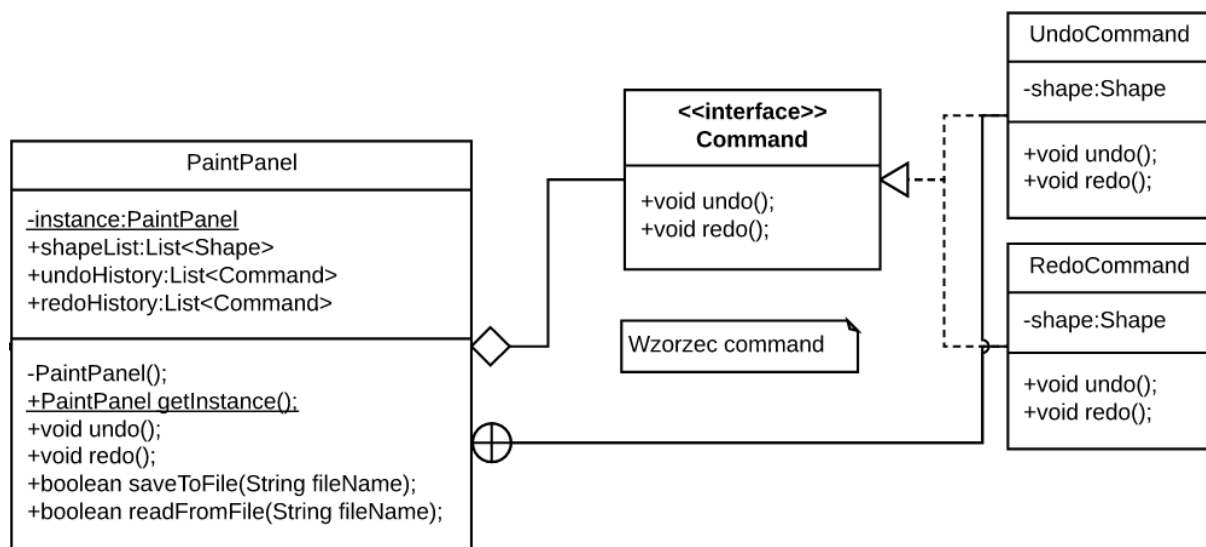 PaintPanel
-instance:PaintPanel
+shapeList:List<Shape>
+undoHistory:List<Command>
+redoHistory:List<Command>
-PaintPanel();
+PaintPanel getInstance();
+void undo();
+void redo();
+boolean saveToFile(String fileName);
+boolean readFromFile(String fileName);
<<interface>>
Command
+void undo();
+void redo();
Wzorzec command
UndoCommand
-shape:Shape
+void undo();
+void redo();
RedoCommand
-shape:Shape
+void undo();
+void redo();